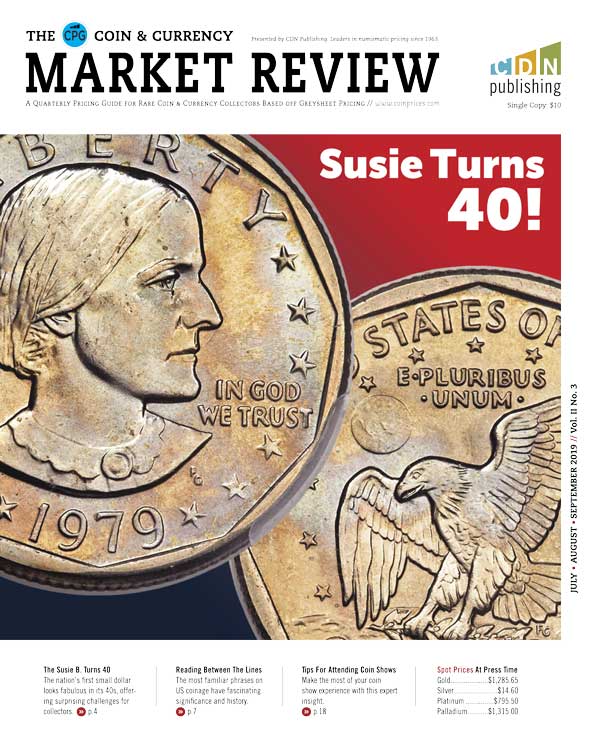 THE CPG COIN & CURRENCY
Presented by CDN Publishing. Leaders in numismatic pricing since 1963.
MARKET REVIEW
A Quarterly Pricing Guide for Rare Coin & Currency Collectors Based off Greysheet Pricing // www.coinprices.com
CDN
publishing
Single Copy: $10
Susie Turns
40!
BERTY
IN GOD
WE TRUST
FG
1979
STATES OF
E·PLURIBUS
·UNUM·
FG
JULY • AUGUST • SEPTEMBER 2019 // Vol. II No. 3
The Susie B. Turns 40
The nation's first small dollar
looks fabulous in its 40s, offer-
ing surprising challenges for
collectors. p.4
Reading Between The Lines
The most familiar phrases on
US coinage have fascinating
significance and history.
p.7
Tips For Attending Coin Shows
Make the most of your coin
show experience with this expert
insight.
p.18
Spot Prices At Press Time
Gold..................$1,285.65
Silver....................$14.60
Platinum..............$795.50
Palladium..........$1,315.00